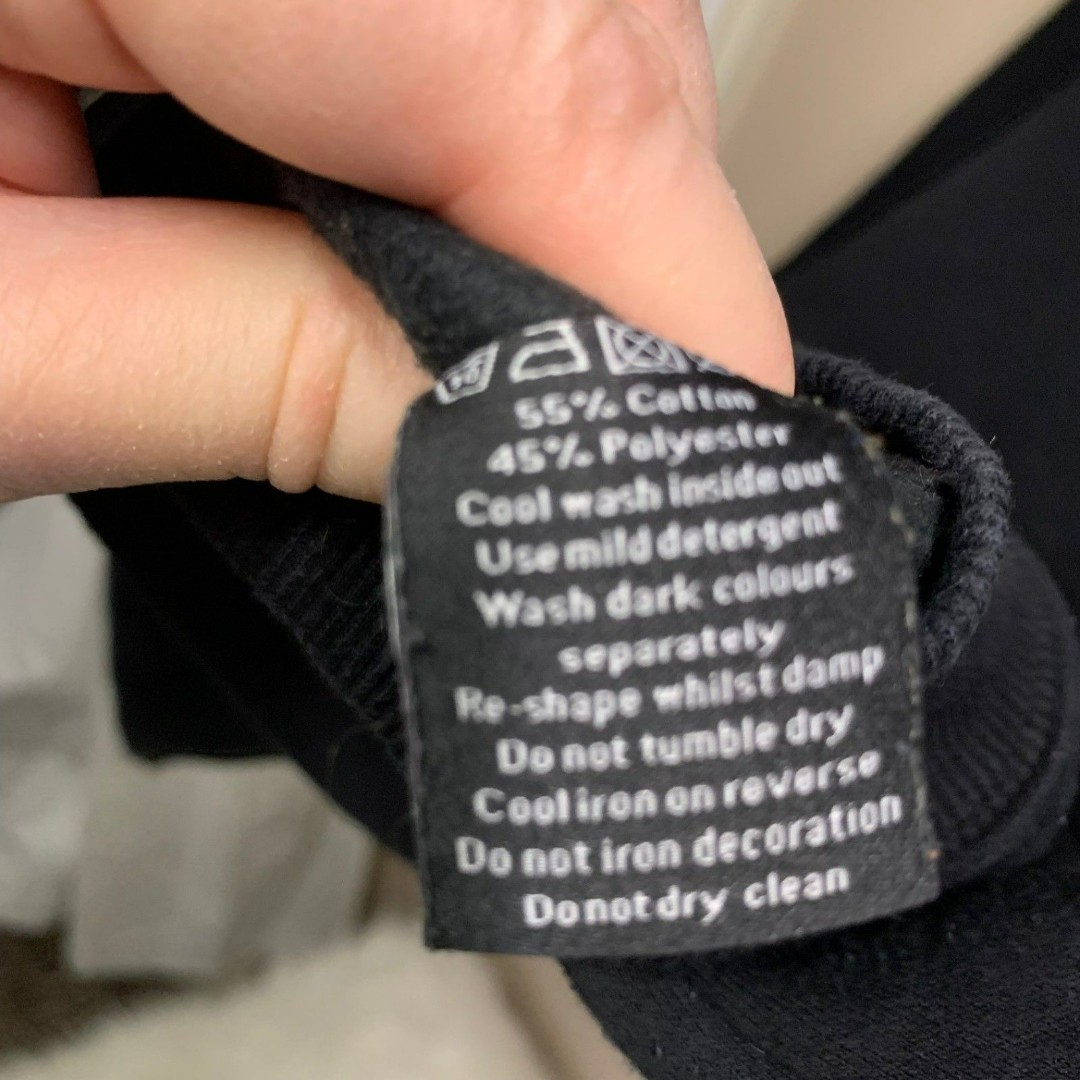 55% Cotton
45% Polyester
Cool wash inside out
Use mild detergent
Wash dark colours
separately
Re-shape whilst damp
Do not tumble dry
Cool iron on reverse
Do not iron decoration
Do not dry clean